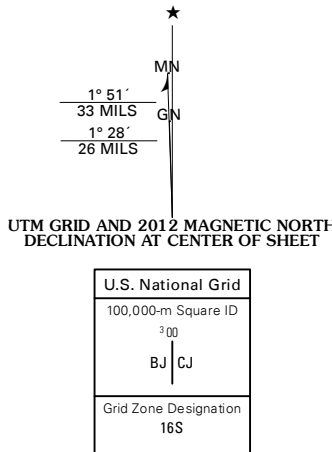 ★
MN
1° 51´
33 MILS
GN
1° 28´
26 MILS
UTM GRID AND 2012 MAGNETIC NORTH
DECLINATION AT CENTER OF SHEET
U.S. National Grid
100,000-m Square ID
³00
BJ CJ
Grid Zone Designation
16S